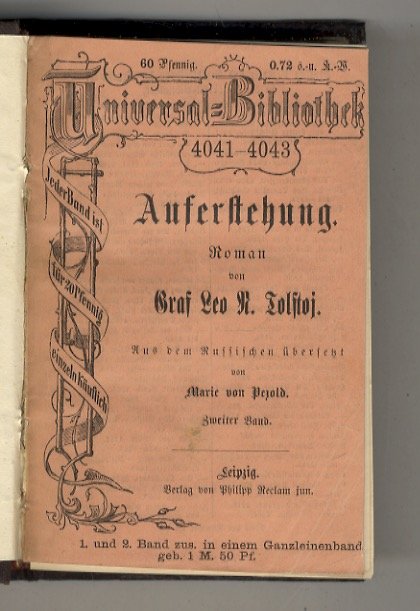 60 Pfennig. 0.72 ö.-u. K.-W.
Universal-Bibliothek
4041–4043
Jeder Band ist
für 20 Pfennig
einzeln käuflich
Auferstehung.
Roman
von
Graf Leo N. Tolstoj.
Aus dem Russischen übersetzt
von
Marie von Pezold.
Zweiter Band.
Leipzig.
Verlag von Philipp Reclam jun.
1. und 2. Band zus. in einem Ganzleinenband
geb. 1 M. 50 Pf.